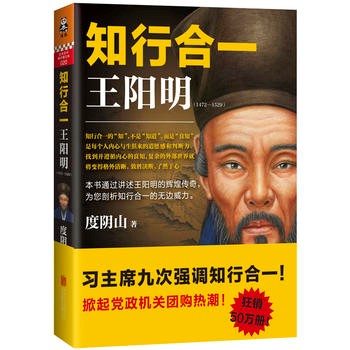 知行合一
王阳明
(1472-1529)
知行合一的“知”，不是“知道”，而是“良知”
是每个人内心与生俱来的道德感和判断力
找到并遵循内心的良知，复杂的外部世界就
将变得格外清晰，致胜决断，了然于心
本书通过讲述王阳明的辉煌传奇，
为您剖析知行合一的无边威力。
度阴山 著
习主席九次强调知行合一！
掀起党政机关团购热潮！
狂销
50万册！
知行合一
王阳明
度阴